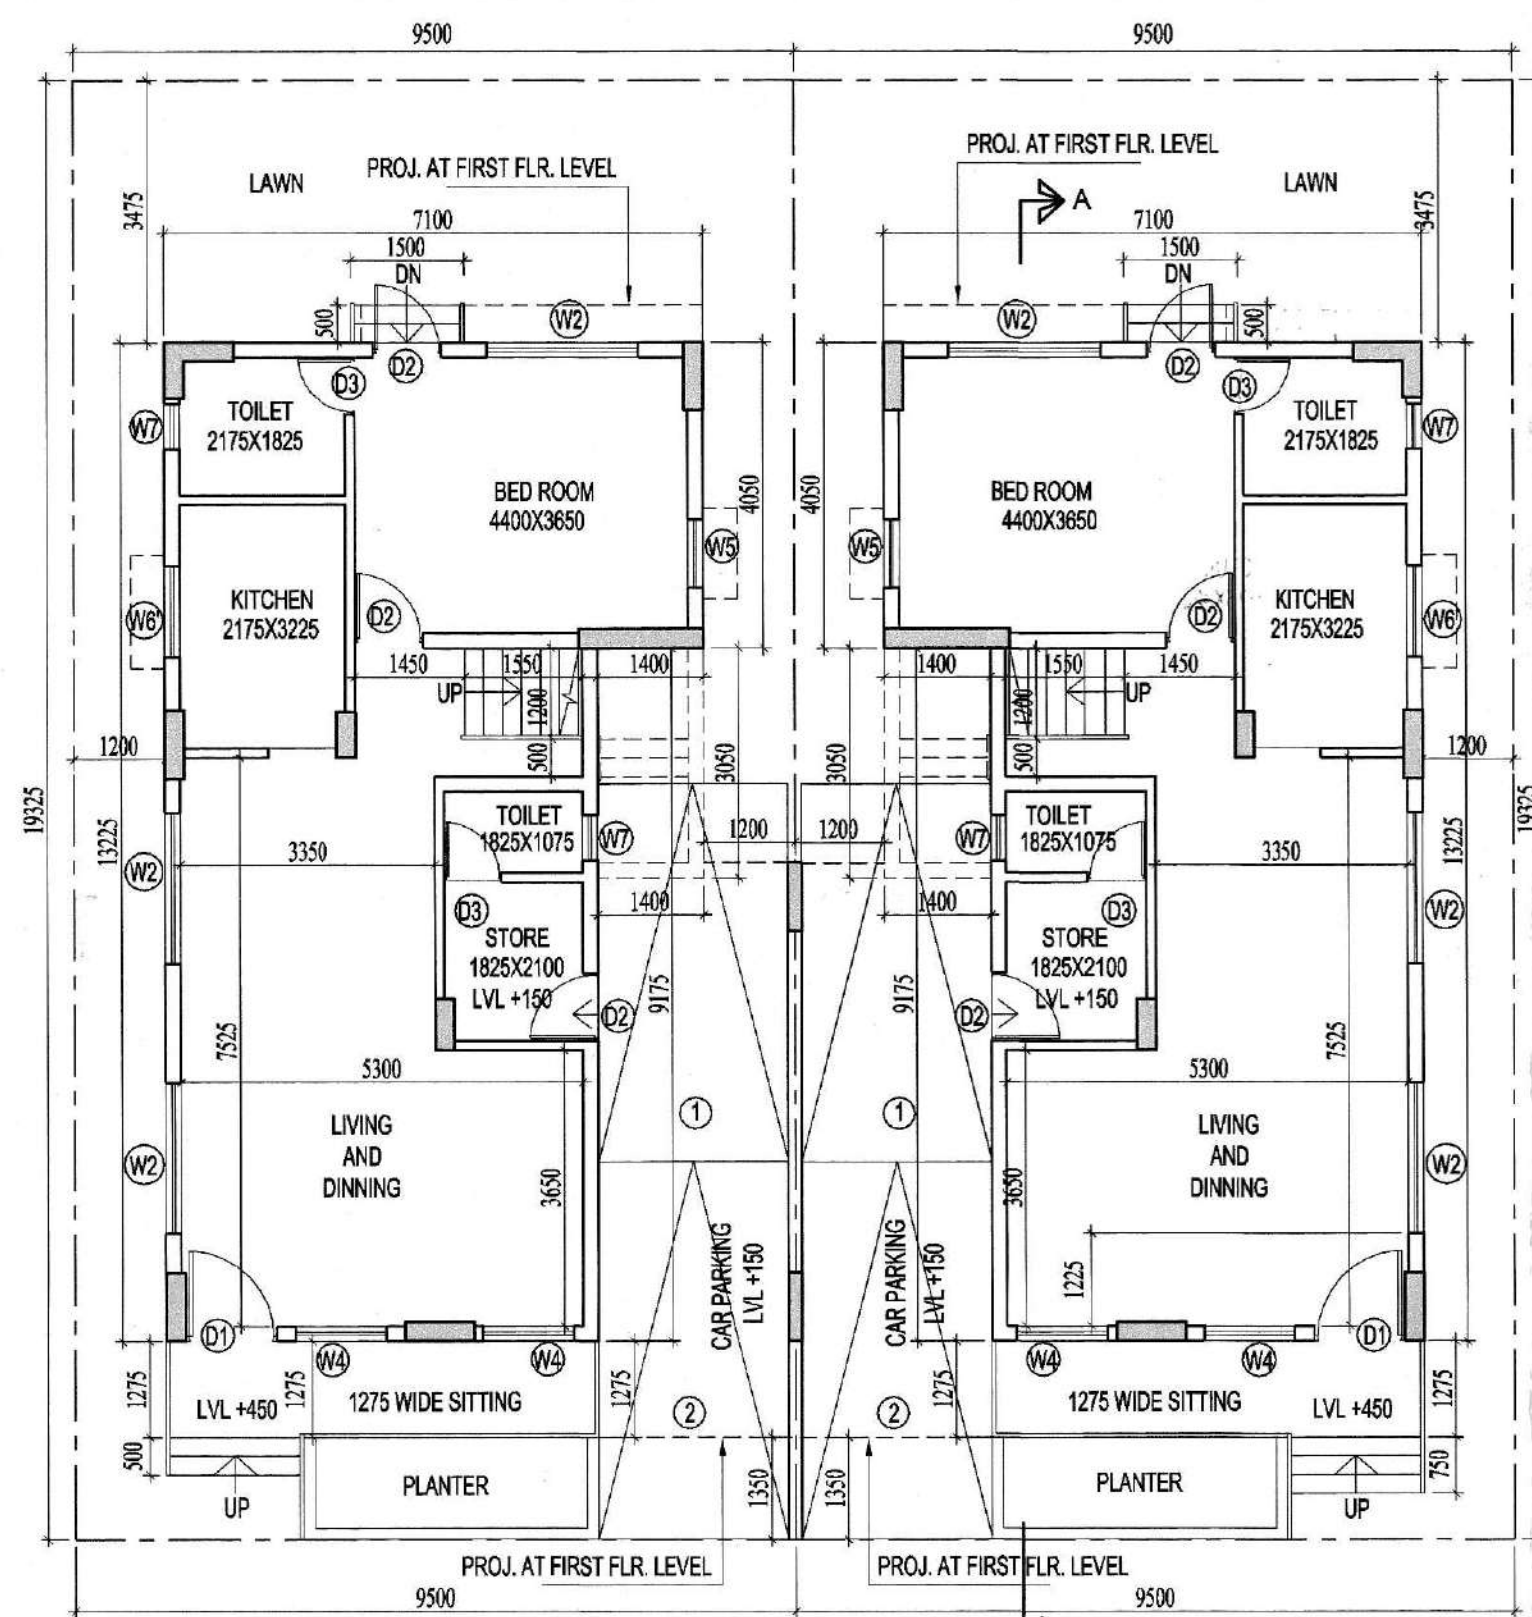 9500 9500
PROJ. AT FIRST FLR. LEVEL
LAWN PROJ. AT FIRST FLR. LEVEL LAWN
A
3475 3475
7100 7100
1500 1500
DN DN
500 W2 W2 500
D2 D2
D3 D3
TOILET TOILET
W7 2175X1825 2175X1825 W7
BED ROOM BED ROOM
4050 4050
4400X3650 4400X3650
W5 W5
KITCHEN KITCHEN
W6' 2175X3225 D2 D2 2175X3225 W6'
1450 1550 1400 1400 1550 1450
UP UP
1200 1200
1200 1200
500 3050 3050 500
19325 19325
TOILET TOILET
13225 1825X1075 W7 1200 1200 W7 1825X1075 13225
3350 3350
W2
1400 1400
D3 D3 W2
STORE STORE
1825X2100 1825X2100
LVL +150 LVL +150
9175 9175
D2 D2
7525 7525
5300 5300
1 1
LIVING LIVING
AND AND
W2 DINNING DINNING W2
3650 3650
CAR PARKING CAR PARKING
LVL +150 LVL +150
1225
D1 D1
W4 W4 W4 W4
1275 1275 1275 1275 1275
LVL +450 1275 WIDE SITTING 1275 WIDE SITTING LVL +450
2 2
500 750
PLANTER PLANTER
1350 1350
UP UP
PROJ. AT FIRST FLR. LEVEL PROJ. AT FIRST FLR. LEVEL
9500 9500